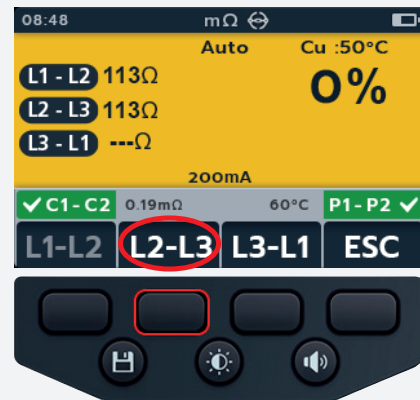 08:48 mΩ
Auto Cu :50°C
L1 - L2 113Ω 0%
L2 - L3 113Ω
L3 - L1 ---Ω
200mA
✓ C1 - C2 0.19mΩ 60°C P1 - P2 ✓
L1-L2 L2-L3 L3-L1 ESC